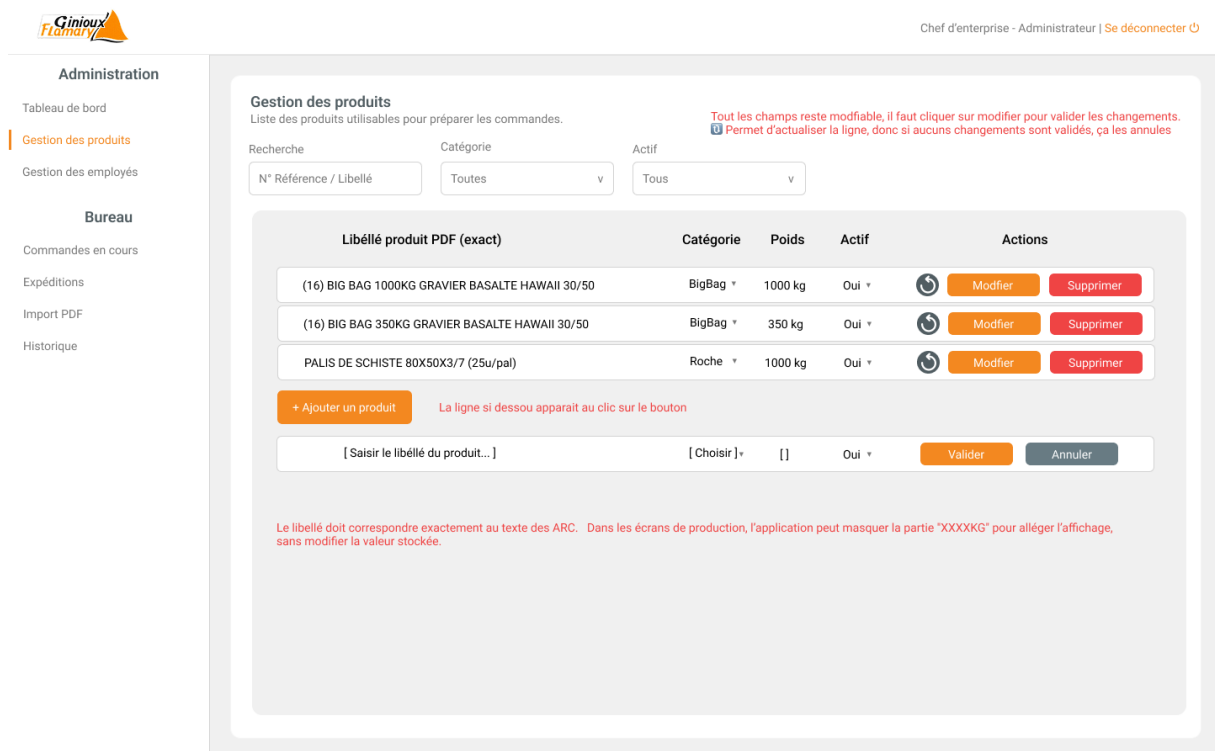 Ginioux
Flamary
Chef d'enterprise - Administrateur | Se déconnecter
Administration
Tableau de bord
Gestion des produits
Gestion des employés
Bureau
Commandes en cours
Expéditions
Import PDF
Historique
Gestion des produits
Liste des produits utilisables pour préparer les commandes.
Tout les champs reste modfiable, il faut cliquer sur modifier pour valider les changements.
🔃 Permet d'actualiser la ligne, donc si aucuns changements sont validés, ça les annules
Recherche Catégorie Actif
N° Référence / Libellé Toutes v Tous v
Libéllé produit PDF (exact) Catégorie Poids Actif Actions
(16) BIG BAG 1000KG GRAVIER BASALTE HAWAII 30/50 BigBag ▼ 1000 kg Oui ▼ Modfier Supprimer
(16) BIG BAG 350KG GRAVIER BASALTE HAWAII 30/50 BigBag ▼ 350 kg Oui ▼ Modfier Supprimer
PALIS DE SCHISTE 80X50X3/7 (25u/pal) Roche ▼ 1000 kg Oui ▼ Modfier Supprimer
+ Ajouter un produit La ligne si dessou apparait au clic sur le bouton
[ Saisir le libéllé du produit... ] [ Choisir ] ▼ [ ] Oui ▼ Valider Annuler
Le libellé doit correspondre exactement au texte des ARC. Dans les écrans de production, l'application peut masquer la partie "XXXXKG" pour alléger l'affichage,
sans modifier la valeur stockée.